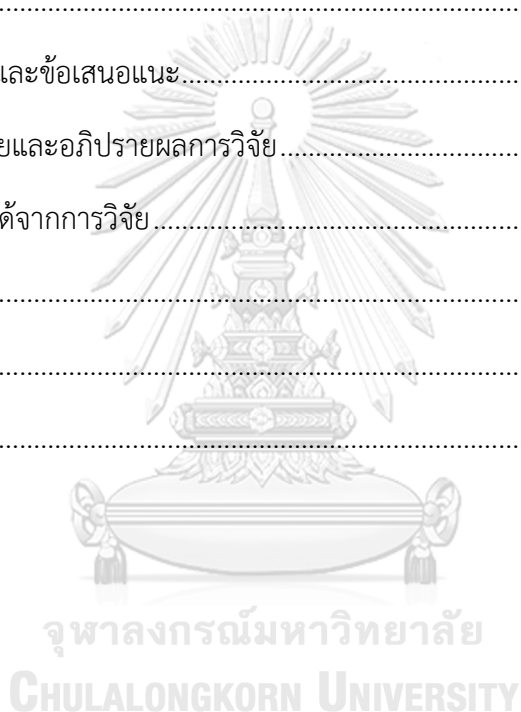 ....................................................................................
และข้อเสนอแนะ......................................................
ยและอภิปรายผลการวิจัย.......................................
ด้จากการวิจัย..........................................................
....................................................................................
....................................................................................
....................................................................................
จุฬาลงกรณ์มหาวิทยาลัย
CHULALONGKORN UNIVERSITY